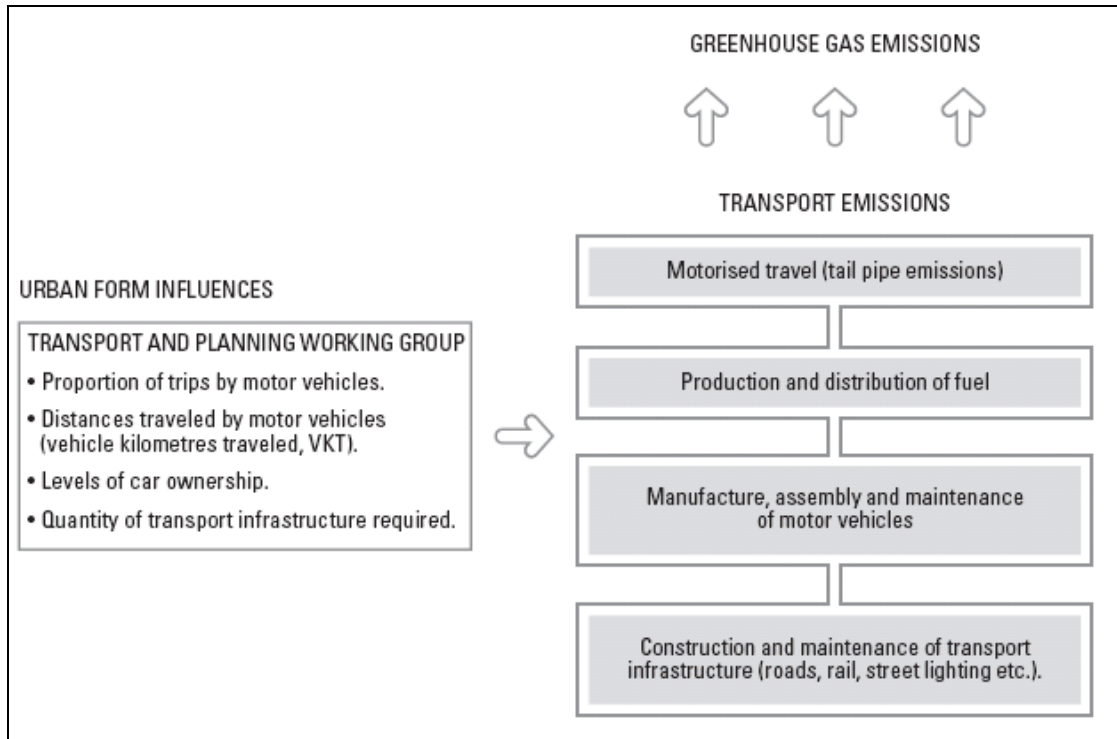 GREENHOUSE GAS EMISSIONS
TRANSPORT EMISSIONS
Motorised travel (tail pipe emissions)
URBAN FORM INFLUENCES
TRANSPORT AND PLANNING WORKING GROUP
• Proportion of trips by motor vehicles.
• Distances traveled by motor vehicles
(vehicle kilometres traveled, VKT).
• Levels of car ownership.
• Quantity of transport infrastructure required.
Production and distribution of fuel
Manufacture, assembly and maintenance
of motor vehicles
Construction and maintenance of transport
infrastructure (roads, rail, street lighting etc.).